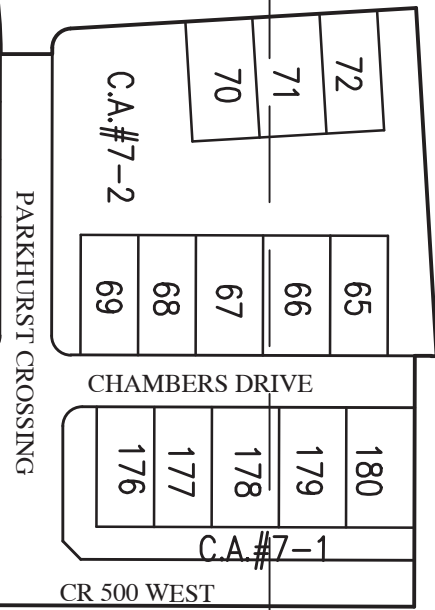 72
71
70
C.A.#7-2
65
66
67
68
69
PARKHURST CROSSING
CHAMBERS DRIVE
180
179
178
177
176
C.A.#7-1
CR 500 WEST